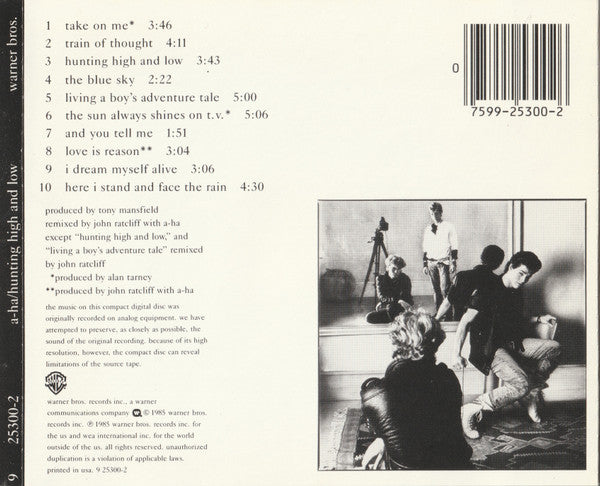 warner bros.
a-ha/hunting high and low
9 25300-2
1 take on me* 3:46
2 train of thought 4:11
3 hunting high and low 3:43
4 the blue sky 2:22
5 living a boy's adventure tale 5:00
6 the sun always shines on t.v.* 5:06
7 and you tell me 1:51
8 love is reason** 3:04
9 i dream myself alive 3:06
10 here i stand and face the rain 4:30
0
7599-25300-2
produced by tony mansfield
remixed by john ratcliff with a-ha
except "hunting high and low," and
"living a boy's adventure tale" remixed
by john ratcliff
*produced by alan tarney
**produced by john ratcliff with a-ha
the music on this compact digital disc was
originally recorded on analog equipment. we have
attempted to preserve, as closely as possible, the
sound of the original recording. because of its high
resolution, however, the compact disc can reveal
limitations of the source tape.
warner bros. records inc., a warner
communications company © 1985 warner bros.
records inc. ℗ 1985 warner bros. records inc. for
the us and wea international inc. for the world
outside of the us. all rights reserved. unauthorized
duplication is a violation of applicable laws.
printed in usa. 9 25300-2